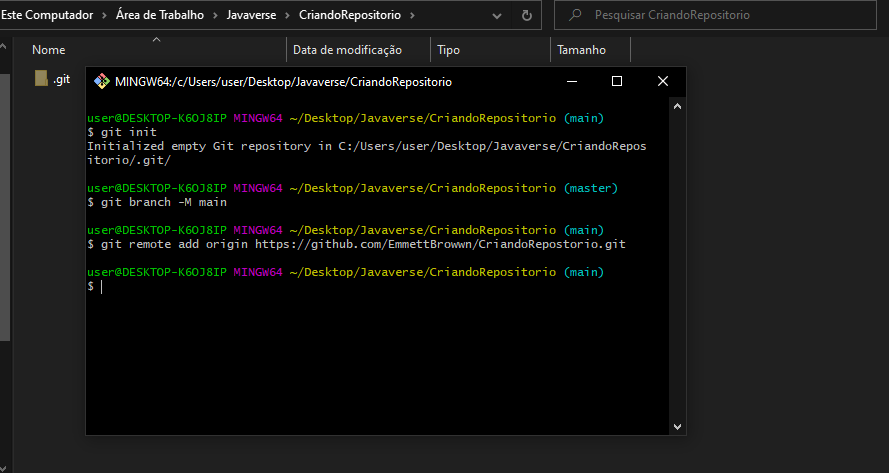 Este Computador > Área de Trabalho > Javaverse > CriandoRepositorio >
Pesquisar CriandoRepositorio
Nome Data de modificação Tipo Tamanho
.git
MINGW64:/c/Users/user/Desktop/Javaverse/CriandoRepositorio
user@DESKTOP-K6OJ8IP MINGW64 ~/Desktop/Javaverse/CriandoRepositorio (main)
$ git init
Initialized empty Git repository in C:/Users/user/Desktop/Javaverse/CriandoRepos
itorio/.git/
user@DESKTOP-K6OJ8IP MINGW64 ~/Desktop/Javaverse/CriandoRepositorio (master)
$ git branch -M main
user@DESKTOP-K6OJ8IP MINGW64 ~/Desktop/Javaverse/CriandoRepositorio (main)
$ git remote add origin https://github.com/EmmettBrowwn/CriandoRepostorio.git
user@DESKTOP-K6OJ8IP MINGW64 ~/Desktop/Javaverse/CriandoRepositorio (main)
$